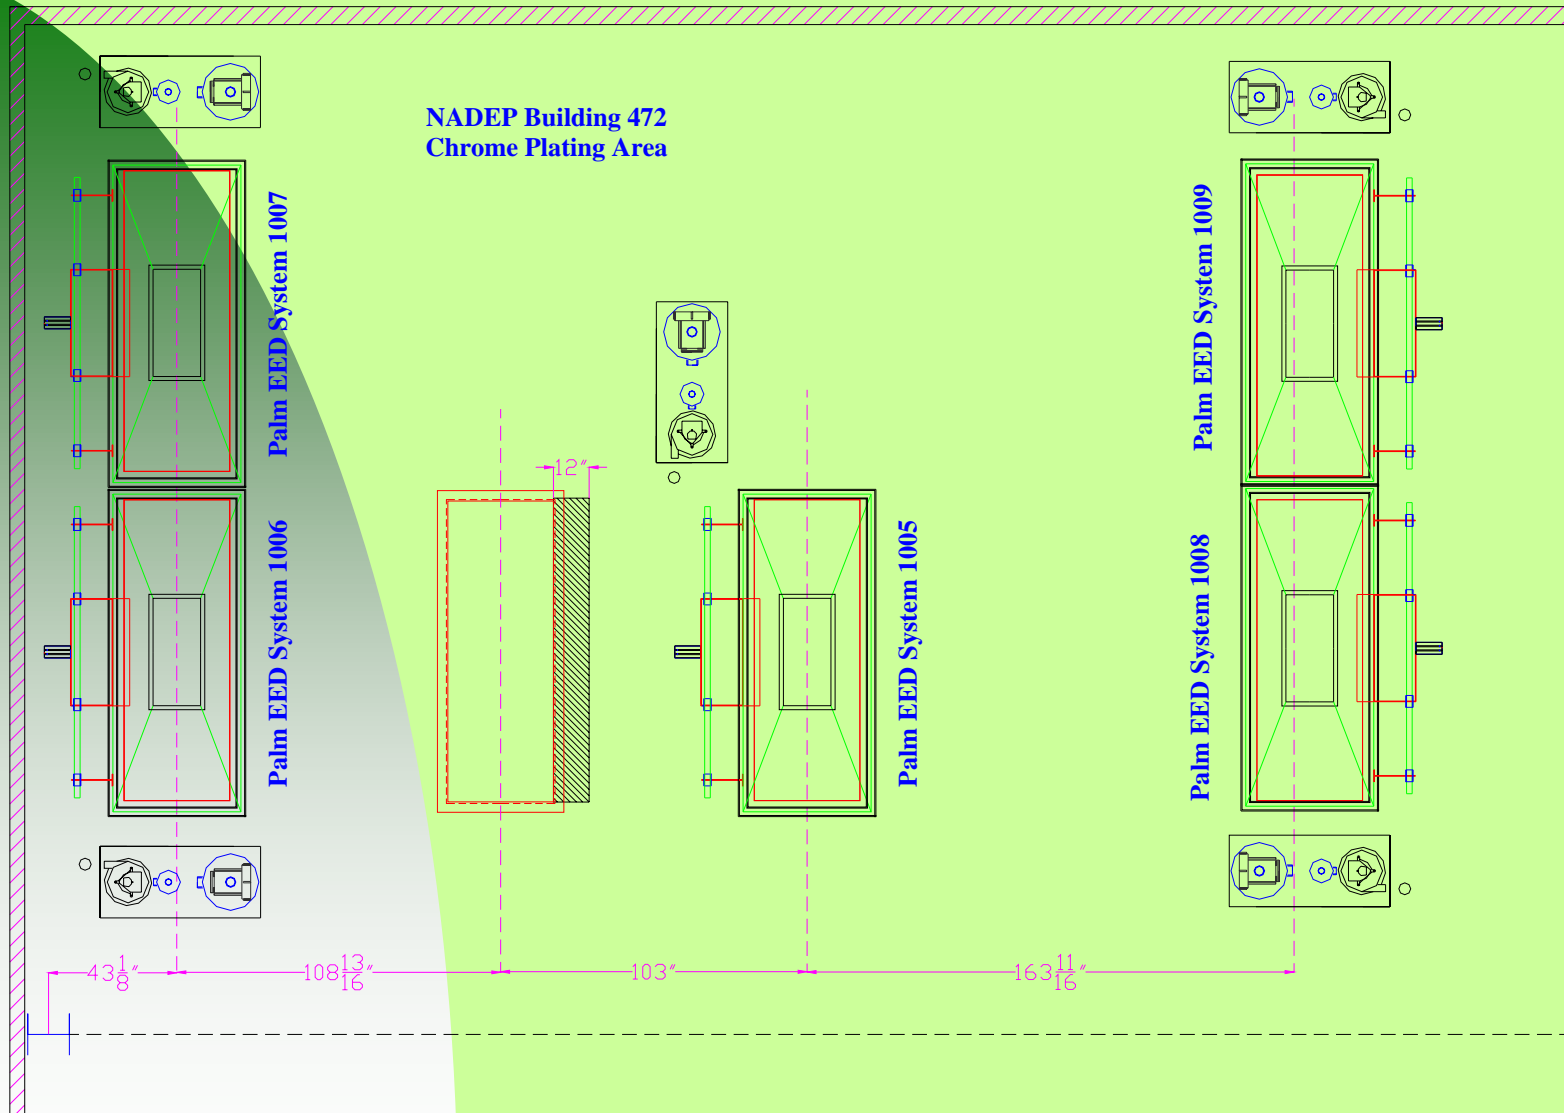 NADEP Building 472
Chrome Plating Area
Palm EED System 1007
Palm EED System 1009
12"
Palm EED System 1006
Palm EED System 1005
Palm EED System 1008
43 1/8"
108 13/16"
103"
163 11/16"